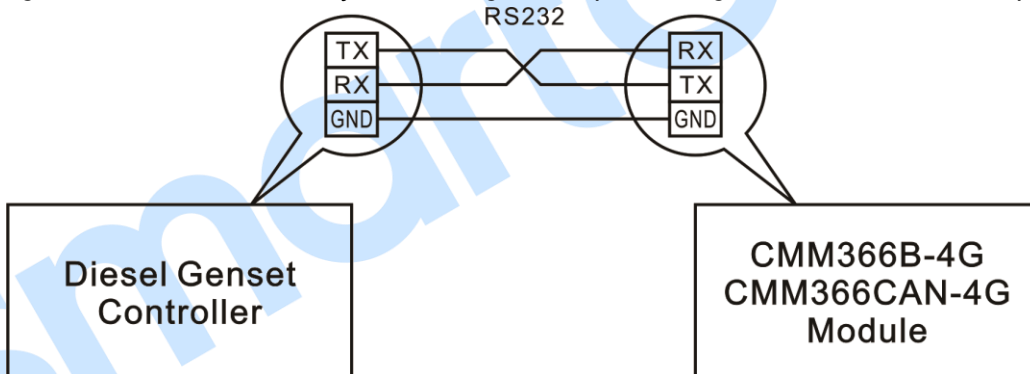 RS232
TX
RX
RX
TX
GND
GND
Diesel Genset
Controller
CMM366B-4G
CMM366CAN-4G
Module